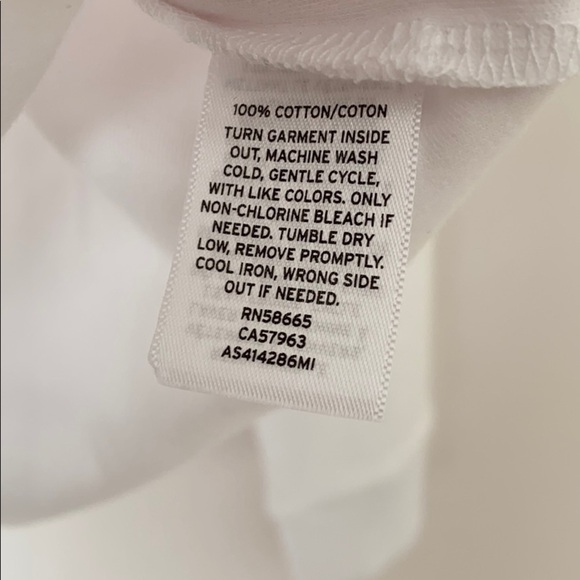 100% COTTON/COTON
TURN GARMENT INSIDE
OUT, MACHINE WASH
COLD, GENTLE CYCLE,
WITH LIKE COLORS. ONLY
NON-CHLORINE BLEACH IF
NEEDED. TUMBLE DRY
LOW, REMOVE PROMPTLY.
COOL IRON, WRONG SIDE
OUT IF NEEDED.
RN58665
CA57963
AS414286MI